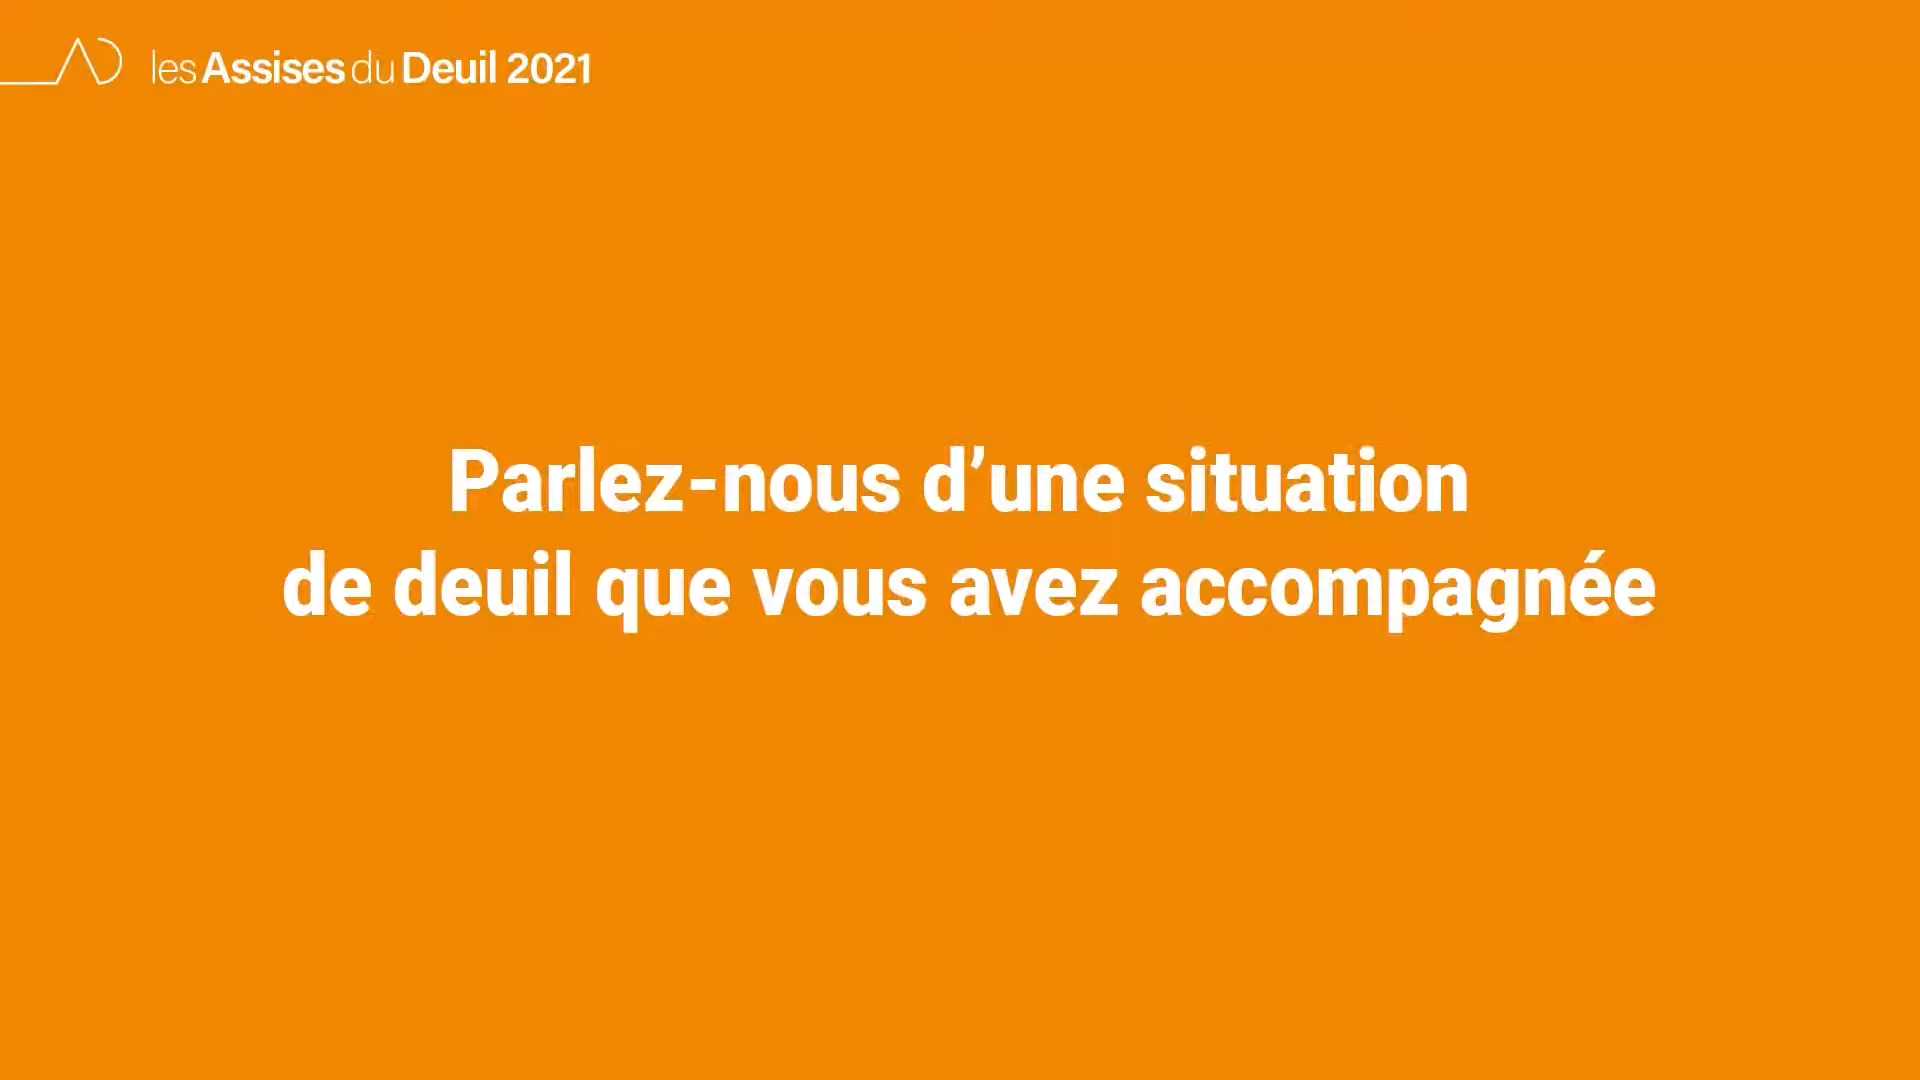 les Assises du Deuil 2021
Parlez-nous d’une situation
de deuil que vous avez accompagnée